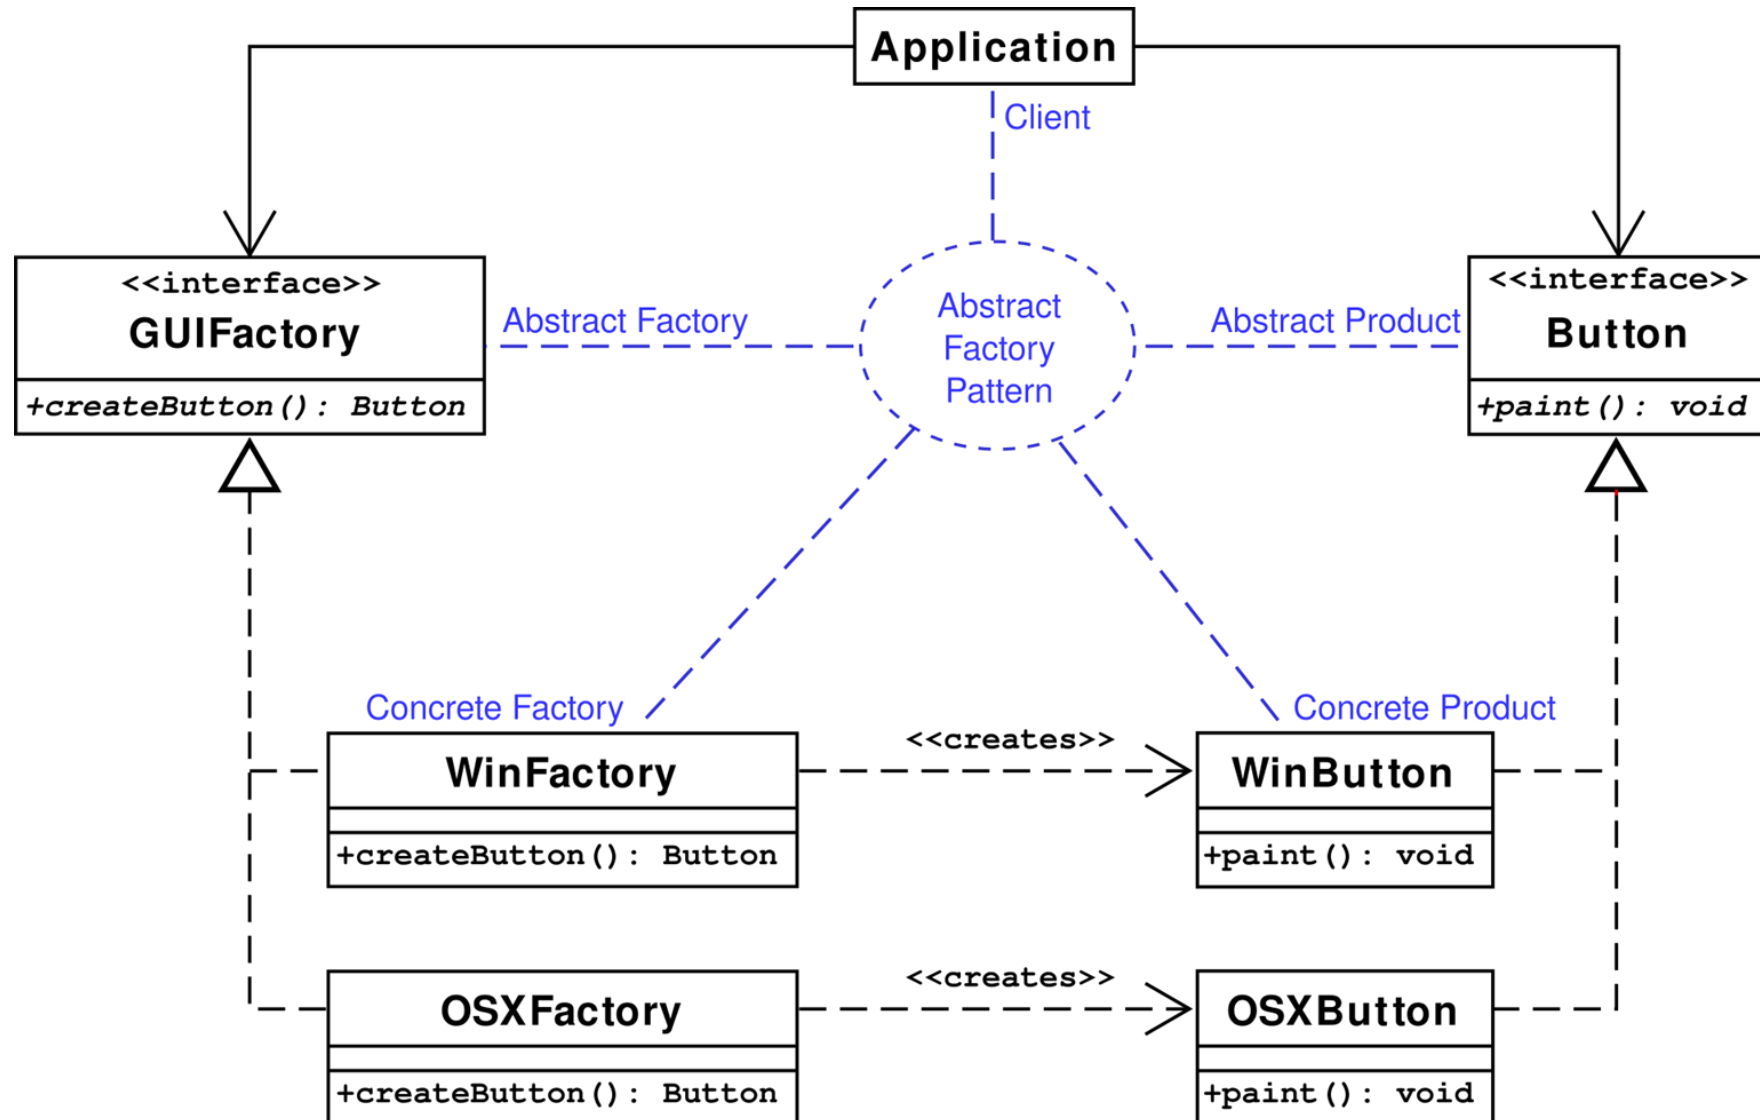 Application
Client
<<interface>>
GUIFactory
+createButton(): Button
Abstract Factory
Abstract
Factory
Pattern
Abstract Product
<<interface>>
Button
+paint(): void
Concrete Factory
WinFactory
+createButton(): Button
<<creates>>
Concrete Product
WinButton
+paint(): void
OSXFactory
+createButton(): Button
<<creates>>
OSXButton
+paint(): void